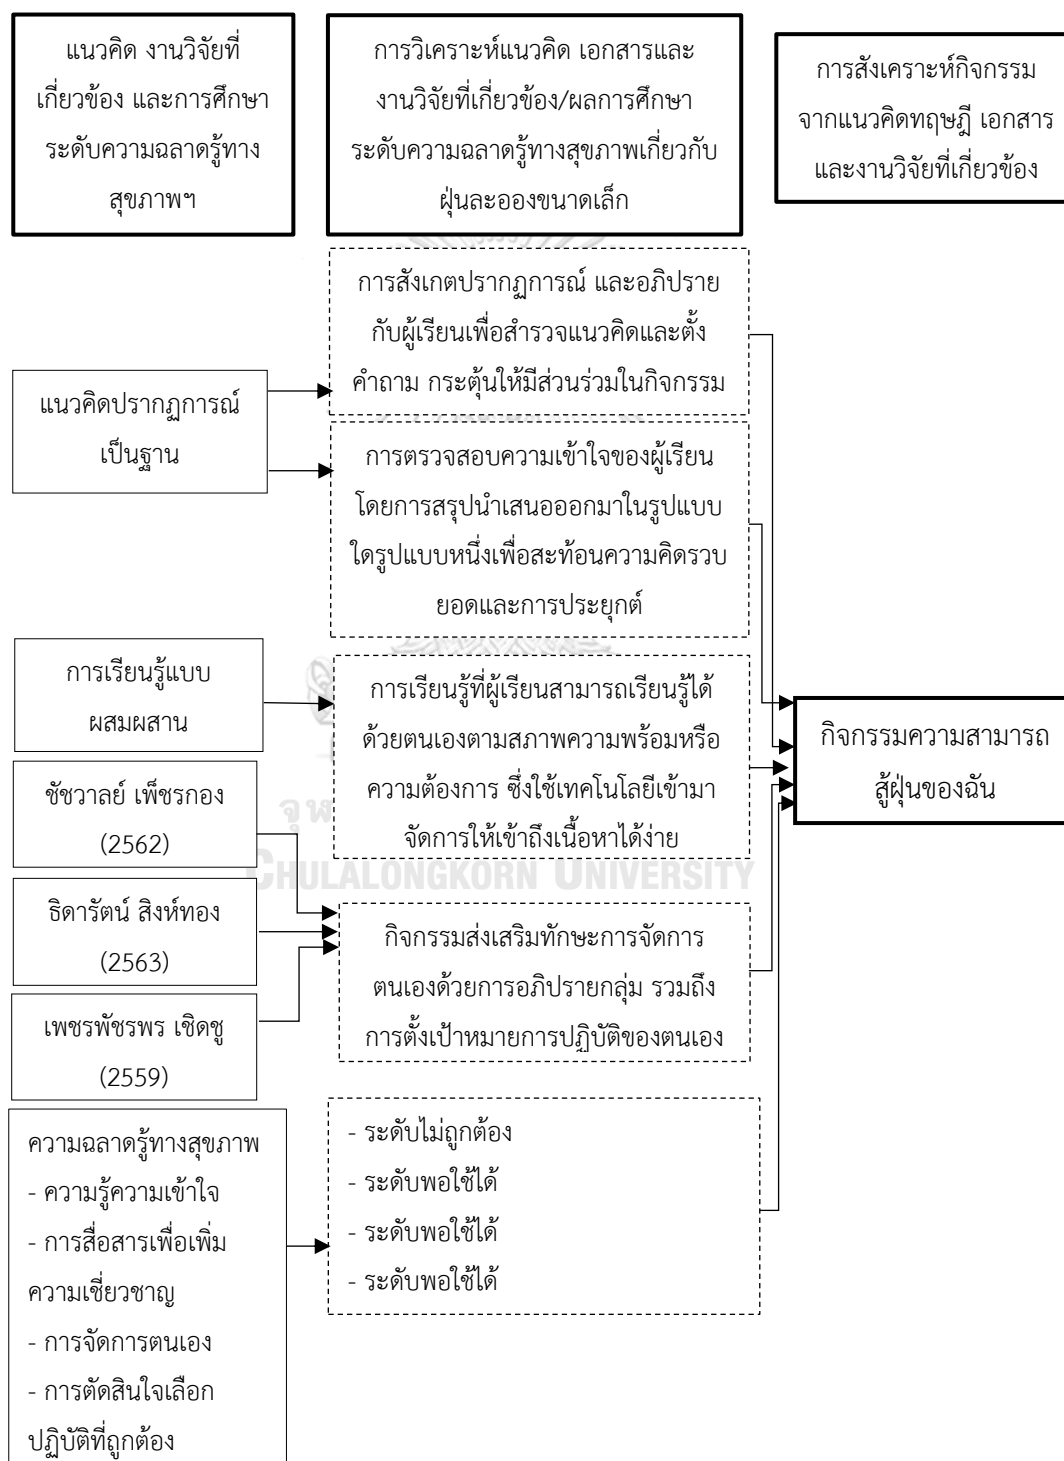 แนวคิด งานวิจัยที่
เกี่ยวข้อง และการศึกษา
ระดับความฉลาดรู้ทาง
สุขภาพฯ
การวิเคราะห์แนวคิด เอกสารและ
งานวิจัยที่เกี่ยวข้อง/ผลการศึกษา
ระดับความฉลาดรู้ทางสุขภาพเกี่ยวกับ
ฝุ่นละอองขนาดเล็ก
การสังเคราะห์กิจกรรม
จากแนวคิดทฤษฎี เอกสาร
และงานวิจัยที่เกี่ยวข้อง
การสังเกตปรากฏการณ์ และอภิปราย
กับผู้เรียนเพื่อสำรวจแนวคิดและตั้ง
คำถาม กระตุ้นให้มีส่วนร่วมในกิจกรรม
แนวคิดปรากฏการณ์
เป็นฐาน
การตรวจสอบความเข้าใจของผู้เรียน
โดยการสรุปนำเสนอออกมาในรูปแบบ
ใดรูปแบบหนึ่งเพื่อสะท้อนความคิดรวบ
ยอดและการประยุกต์
การเรียนรู้แบบ
ผสมผสาน
การเรียนรู้ที่ผู้เรียนสามารถเรียนรู้ได้
ด้วยตนเองตามสภาพความพร้อมหรือ
ความต้องการ ซึ่งใช้เทคโนโลยีเข้ามา
จัดการให้เข้าถึงเนื้อหาได้ง่าย
กิจกรรมความสามารถ
สู้ฝุ่นของฉัน
ชัชวาลย์ เพ็ชรกอง
(2562)
CHULALONGKORN UNIVERSITY
ธิดารัตน์ สิงห์ทอง
(2563)
เพชรพัชรพร เชิดชู
(2559)
กิจกรรมส่งเสริมทักษะการจัดการ
ตนเองด้วยการอภิปรายกลุ่ม รวมถึง
การตั้งเป้าหมายการปฏิบัติของตนเอง
ความฉลาดรู้ทางสุขภาพ
- ความรู้ความเข้าใจ
- การสื่อสารเพื่อเพิ่ม
ความเชี่ยวชาญ
- การจัดการตนเอง
- การตัดสินใจเลือก
ปฏิบัติที่ถูกต้อง
- ระดับไม่ถูกต้อง
- ระดับพอใช้ได้
- ระดับพอใช้ได้
- ระดับพอใช้ได้